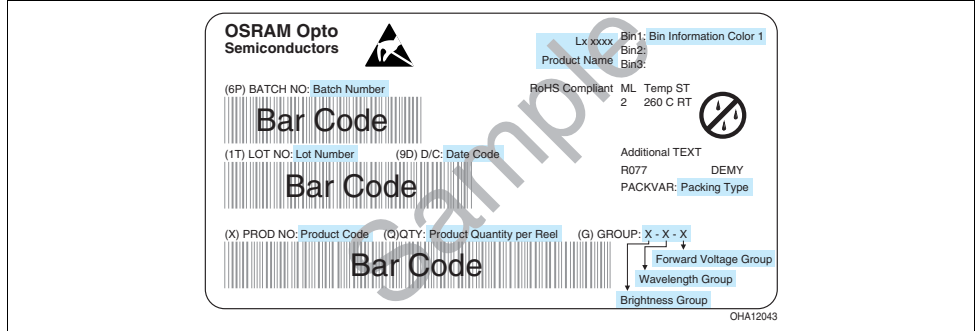 OSRAM Opto
Semiconductors
Lx xxxx
Product Name
Bin1: Bin Information Color 1
Bin2:
Bin3:
(6P) BATCH NO: Batch Number
Bar Code
RoHS Compliant ML Temp ST
2 260 C RT
(1T) LOT NO: Lot Number (9D) D/C: Date Code
Bar Code
Additional TEXT
R077 DEMY
PACKVAR: Packing Type
(X) PROD NO: Product Code (Q)QTY: Product Quantity per Reel (G) GROUP: X - X - X
Bar Code
Forward Voltage Group
Wavelength Group
Brightness Group
Sample
OHA12043